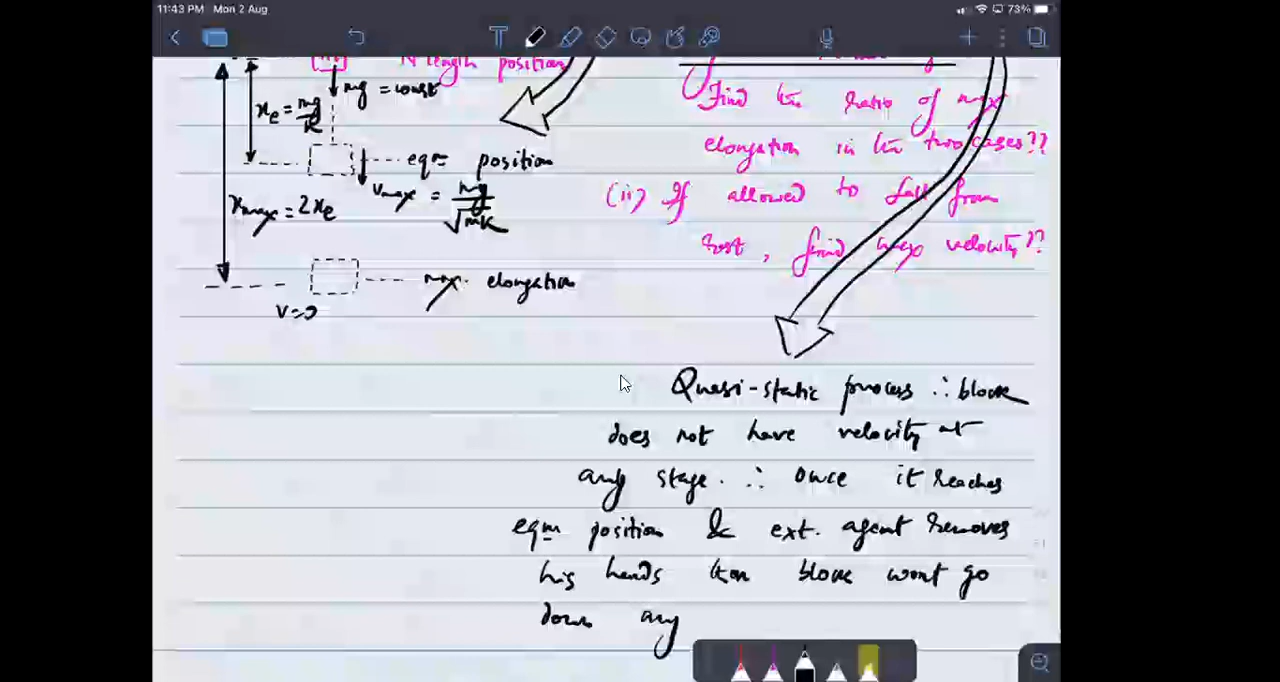 11:43 PM Mon 2 Aug
73%
N length position
mg = const
xe = mg/K
eqm position
vmax = mg/√mK
xmax = 2xe
max. elongation
v=0
Find the ratio of max
elongation in the two cases??
(ii) If allowed to fall from
rest, find max velocity??
Quasi-static process ∴ block
does not have velocity at
any stage. ∴ once it reaches
eqm position & ext. agent removes
his hands then block wont go
down any